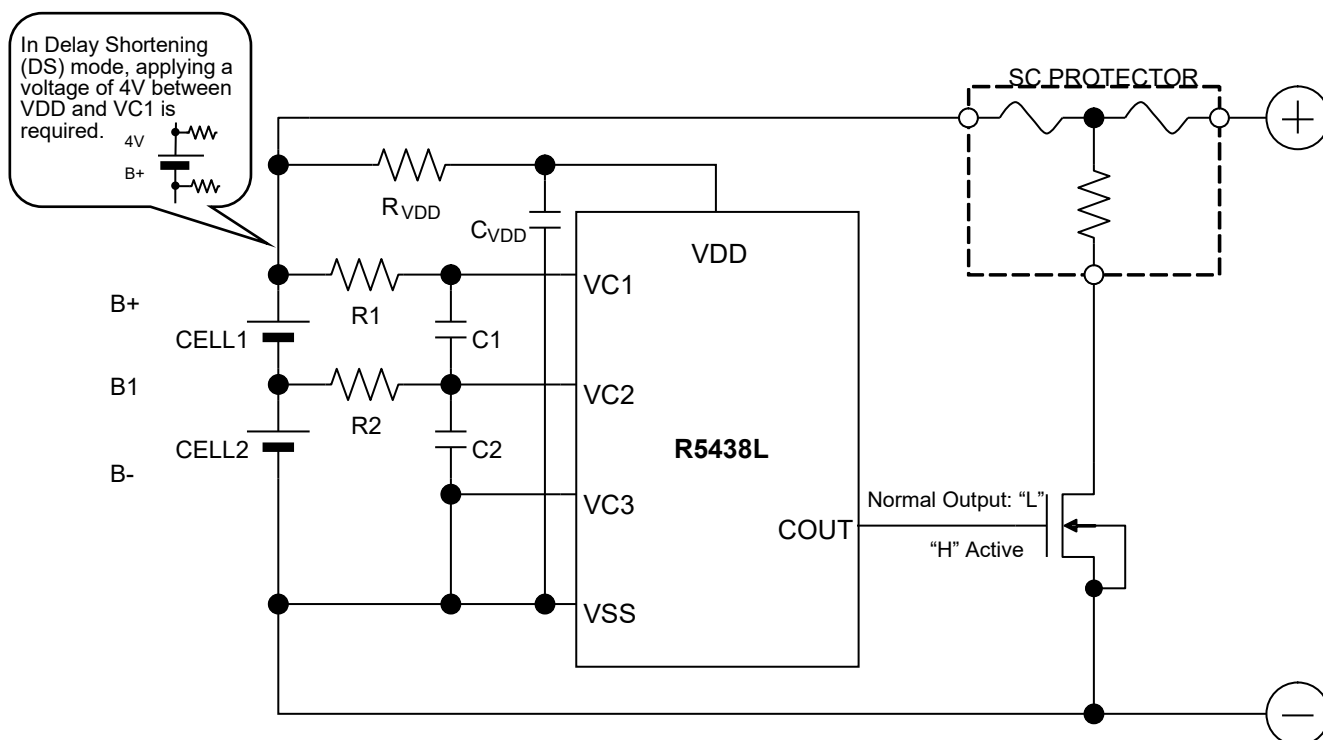 In Delay Shortening
(DS) mode, applying a
voltage of 4V between
VDD and VC1 is
required.
4V
B+
SC PROTECTOR
RVDD
CVDD
VDD
VC1
B+
R1
CELL1
C1
B1
VC2
R2
CELL2
C2
R5438L
B-
VC3
Normal Output: “L”
COUT
“H” Active
VSS